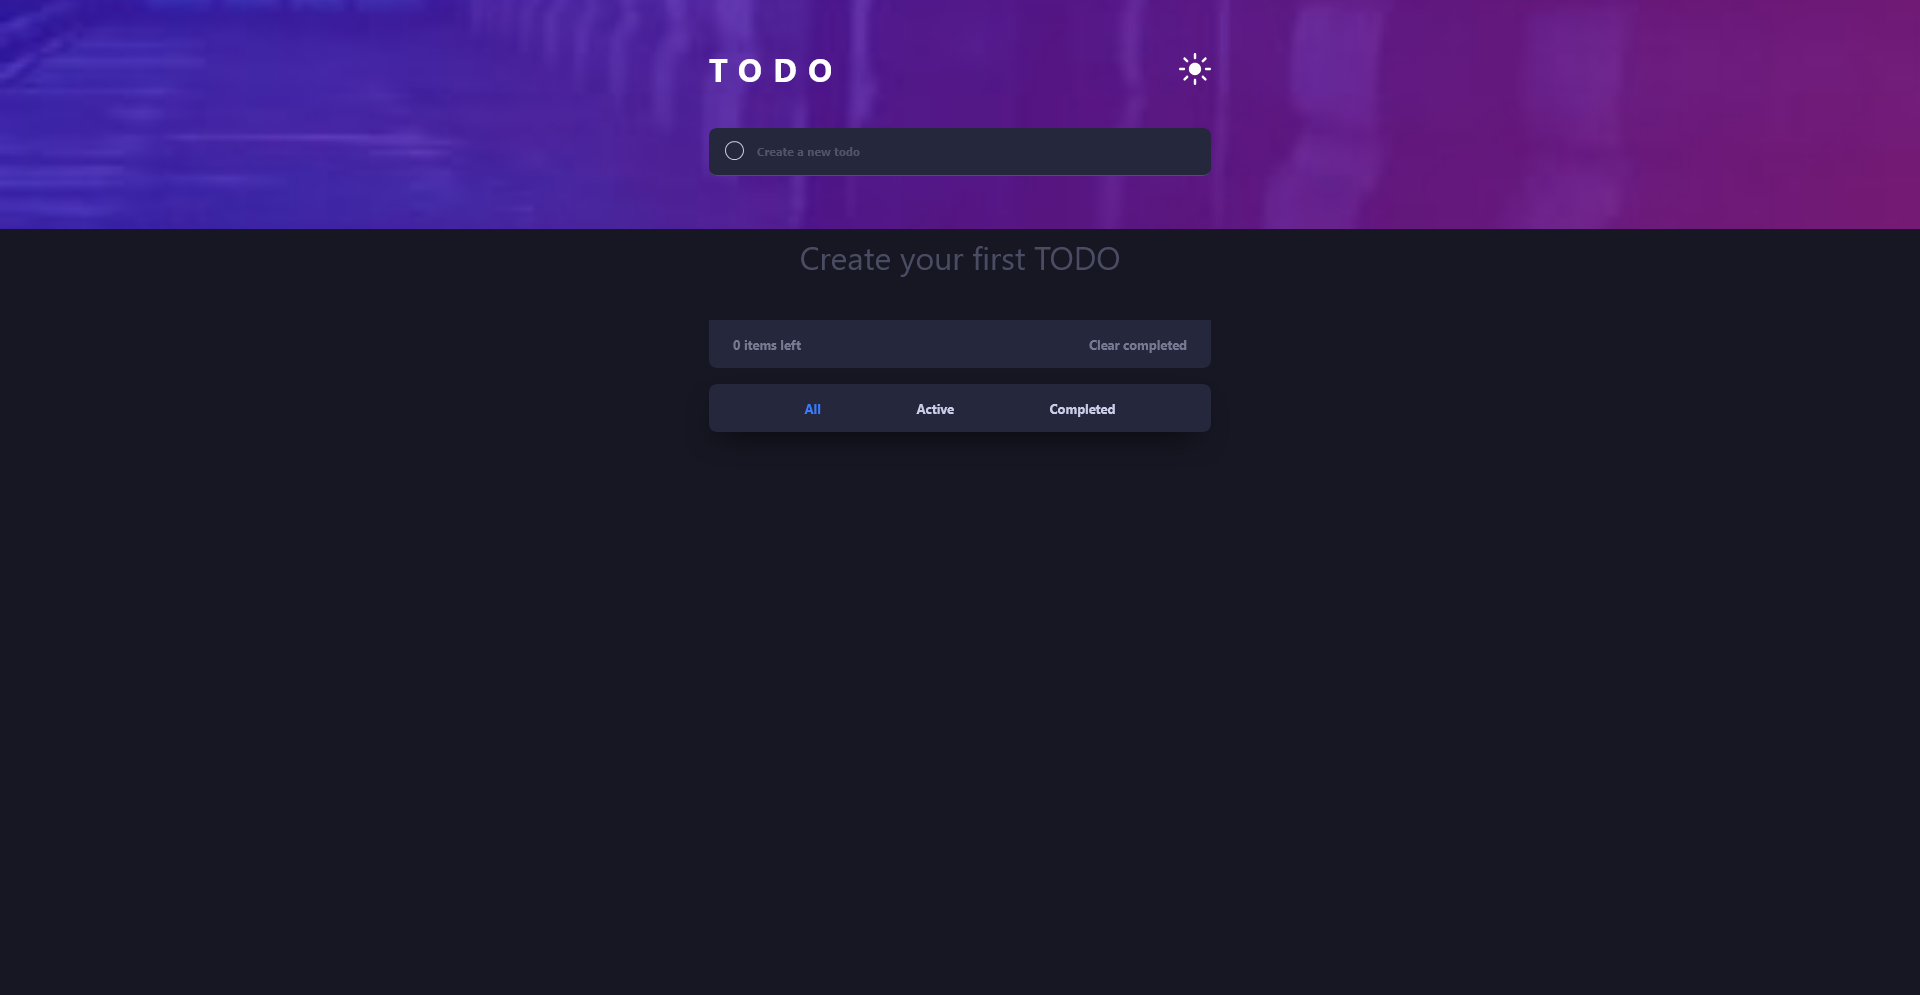 TODO
Create a new todo
Create your first TODO
0 items left
Clear completed
All
Active
Completed